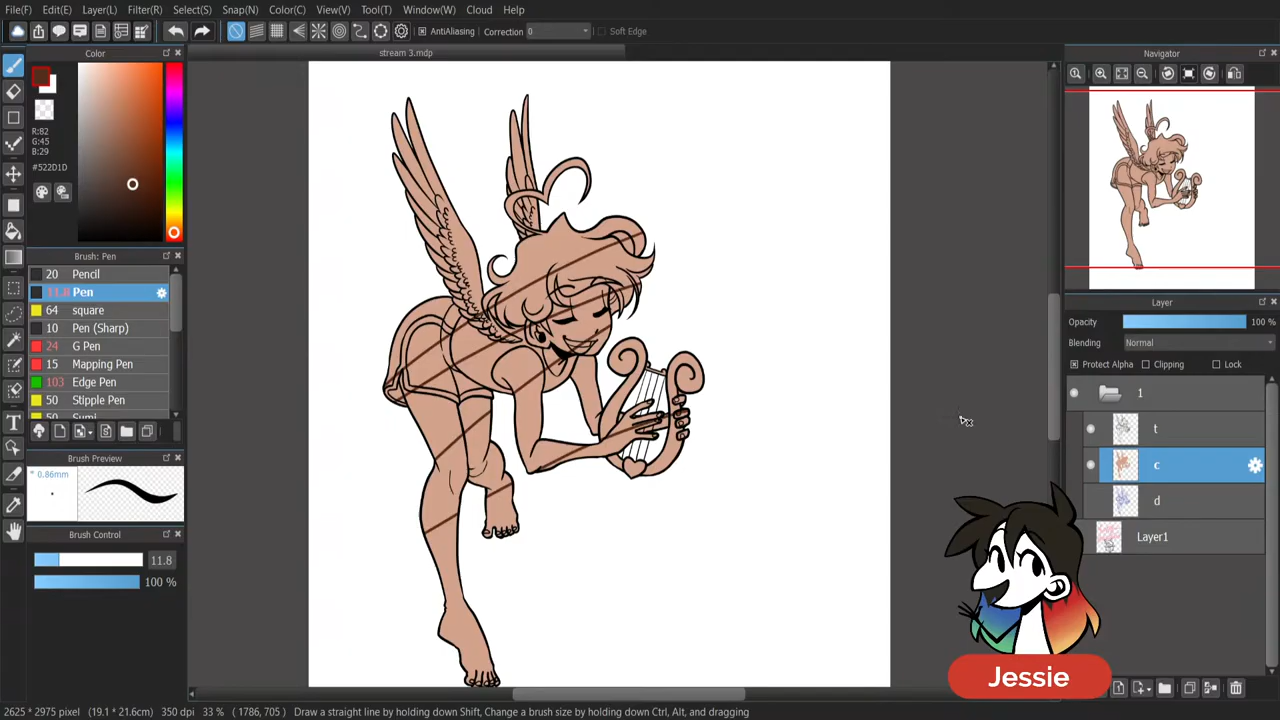 File(F) Edit(E) Layer(L) Filter(R) Select(S) Snap(N) Color(C) View(V) Tool(T) Window(W) Cloud Help
AntiAliasing Correction 0 Soft Edge
Color
stream 3.mdp
Navigator
R:82
G:45
B:29
#522D1D
Brush: Pen
20 Pencil
11.8 Pen
64 square
10 Pen (Sharp)
24 G Pen
15 Mapping Pen
103 Edge Pen
50 Stipple Pen
50 Sumi
Brush Preview
* 0.86mm
Brush Control
11.8
100 %
Layer
Opacity 100 %
Blending Normal
Protect Alpha Clipping Lock
1
t
c
d
Layer1
Jessie
2625 * 2975 pixel (19.1 * 21.6cm) 350 dpi 33 % ( 1786, 705 ) Draw a straight line by holding down Shift, Change a brush size by holding down Ctrl, Alt, and dragging